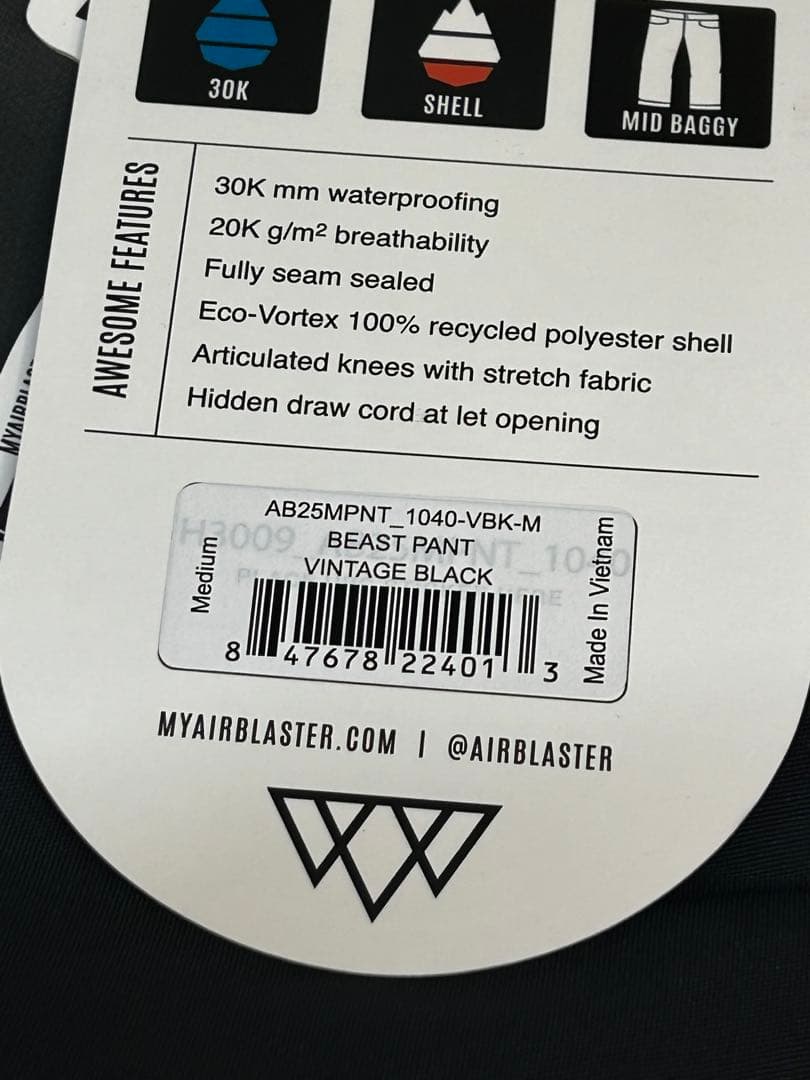 30K
SHELL
MID BAGGY
AWESOME FEATURES
30K mm waterproofing
20K g/m² breathability
Fully seam sealed
Eco-Vortex 100% recycled polyester shell
Articulated knees with stretch fabric
Hidden draw cord at let opening
AB25MPNT_1040-VBK-M
BEAST PANT
VINTAGE BLACK
Medium
Made In Vietnam
8 47678 22401 3
MYAIRBLASTER.COM | @AIRBLASTER